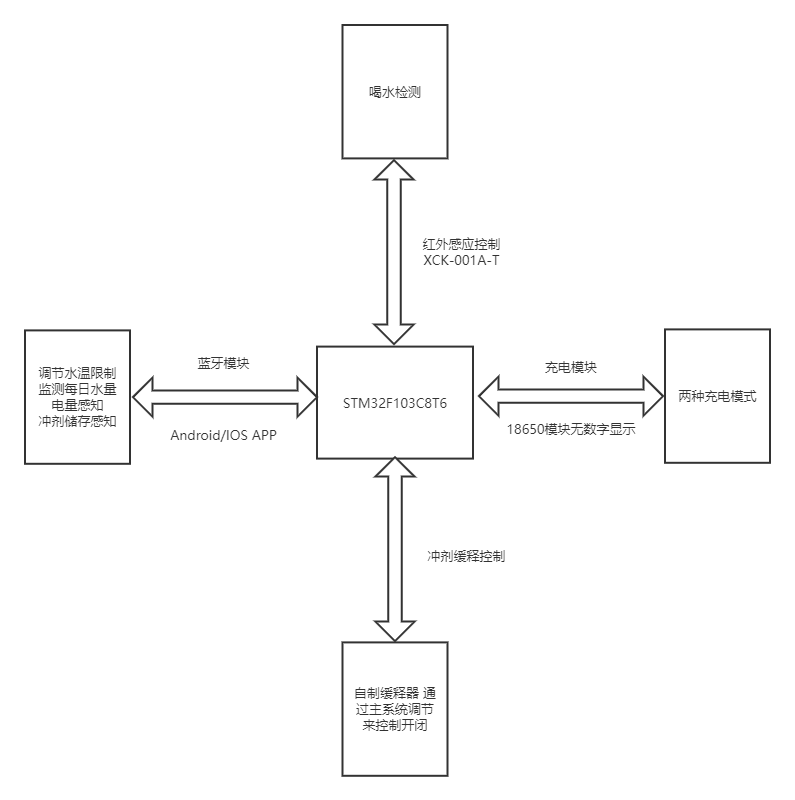 喝水检测
红外感应控制
XCK-001A-T
调节水温限制
监测每日水量
电量感知
冲剂储存感知
蓝牙模块
Android/IOS APP
STM32F103C8T6
充电模块
18650模块无数字显示
两种充电模式
冲剂缓释控制
自制缓释器 通
过主系统调节
来控制开闭